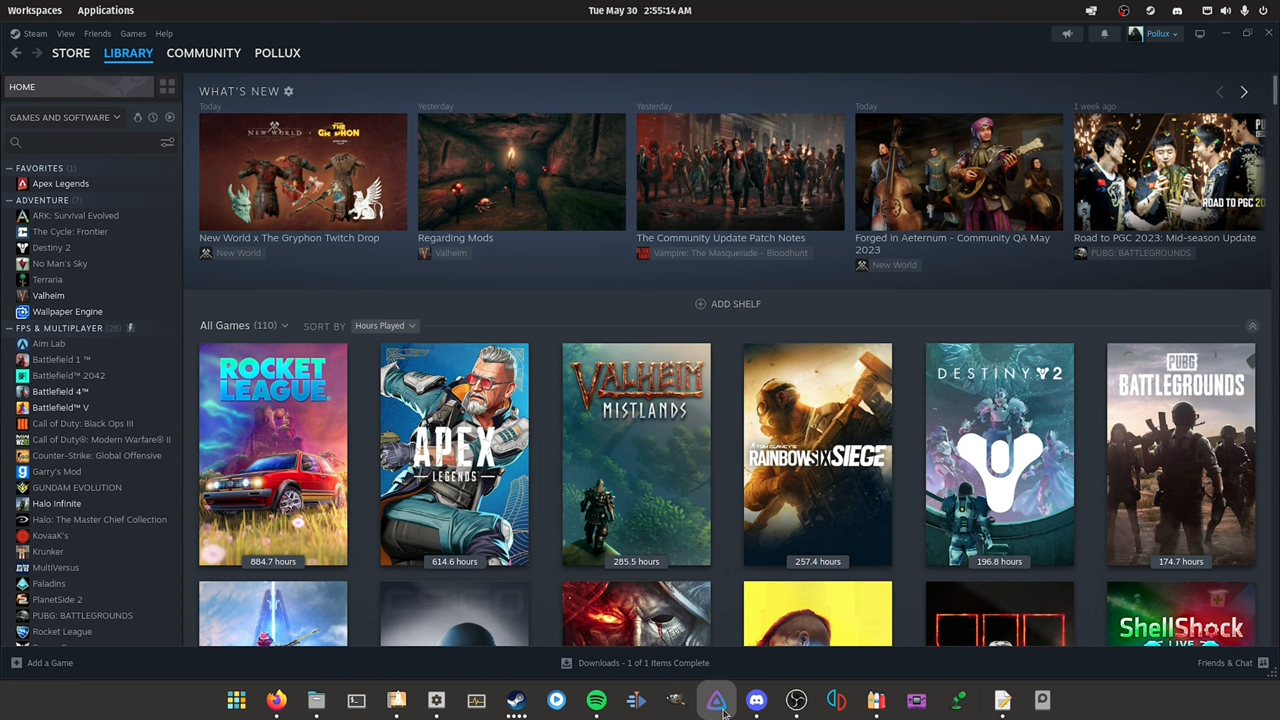 Workspaces Applications Tue May 30 2:55:14 AM
Steam View Friends Games Help Pollux
STORE LIBRARY COMMUNITY POLLUX
HOME
GAMES AND SOFTWARE
FAVORITES (1)
Apex Legends
ADVENTURE (7)
ARK: Survival Evolved
The Cycle: Frontier
Destiny 2
No Man's Sky
Terraria
Valheim
Wallpaper Engine
FPS & MULTIPLAYER (28)
Aim Lab
Battlefield 1 ™
Battlefield™ 2042
Battlefield 4™
Battlefield™ V
Call of Duty: Black Ops III
Call of Duty®: Modern Warfare® II
Counter-Strike: Global Offensive
Garry's Mod
GUNDAM EVOLUTION
Halo Infinite
Halo: The Master Chief Collection
KovaaK's
Krunker
MultiVersus
Paladins
PlanetSide 2
PUBG: BATTLEGROUNDS
Rocket League
WHAT'S NEW
Today
NEW WORLD x GRYPHON
New World x The Gryphon Twitch Drop
New World
Yesterday
Regarding Mods
Valheim
Yesterday
The Community Update Patch Notes
Vampire: The Masquerade - Bloodhunt
Today
Forged in Aeternum - Community QA May
2023
New World
1 week ago
ROAD TO PGC 20
Road to PGC 2023: Mid-season Update
PUBG: BATTLEGROUNDS
ADD SHELF
All Games (110) SORT BY Hours Played
ROCKET
LEAGUE
884.7 hours
APEX
LEGENDS
614.6 hours
VALHEIM
MISTLANDS
285.5 hours
TOM CLANCY'S
RAINBOW SIX SIEGE
257.4 hours
DESTINY 2
196.8 hours
PUBG
BATTLEGROUNDS
174.7 hours
ShellShock
LIVE
Add a Game Downloads - 1 of 1 Items Complete Friends & Chat